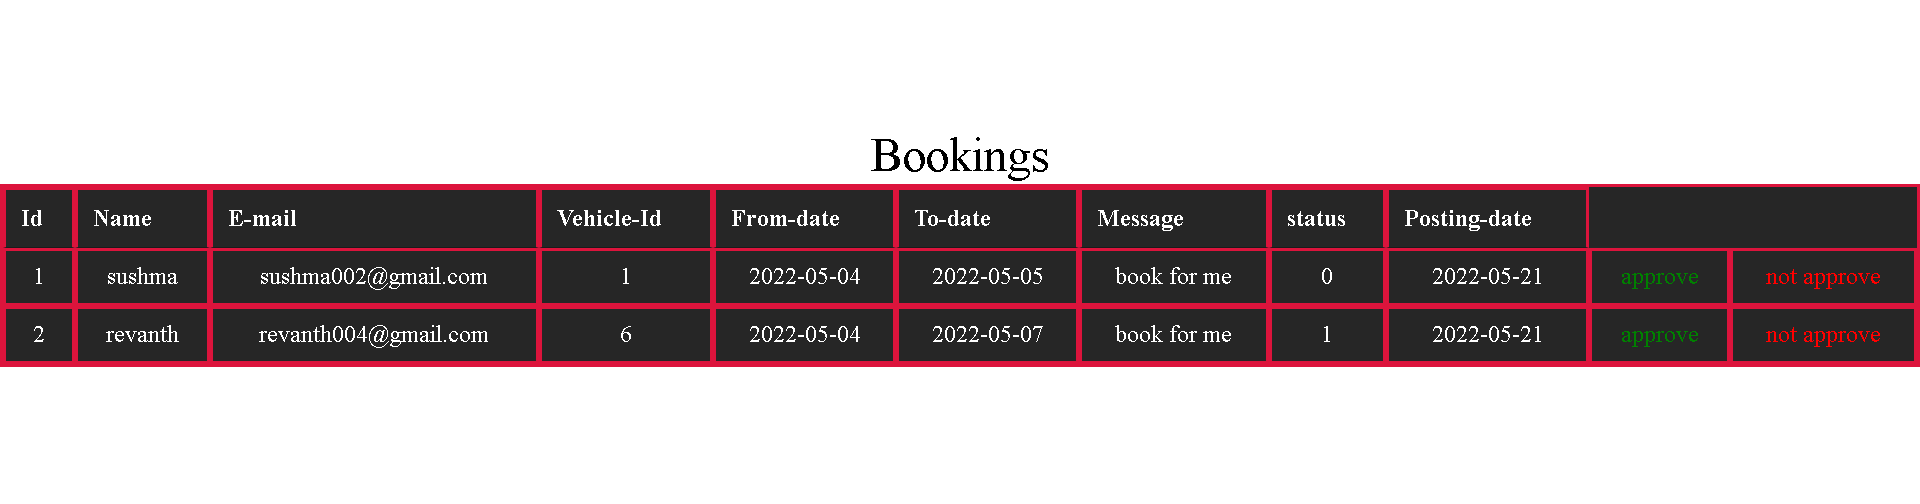 Bookings
Id Name E-mail Vehicle-Id From-date To-date Message status Posting-date
1 sushma sushma002@gmail.com 1 2022-05-04 2022-05-05 book for me 0 2022-05-21 approve not approve
2 revanth revanth004@gmail.com 6 2022-05-04 2022-05-07 book for me 1 2022-05-21 approve not approve